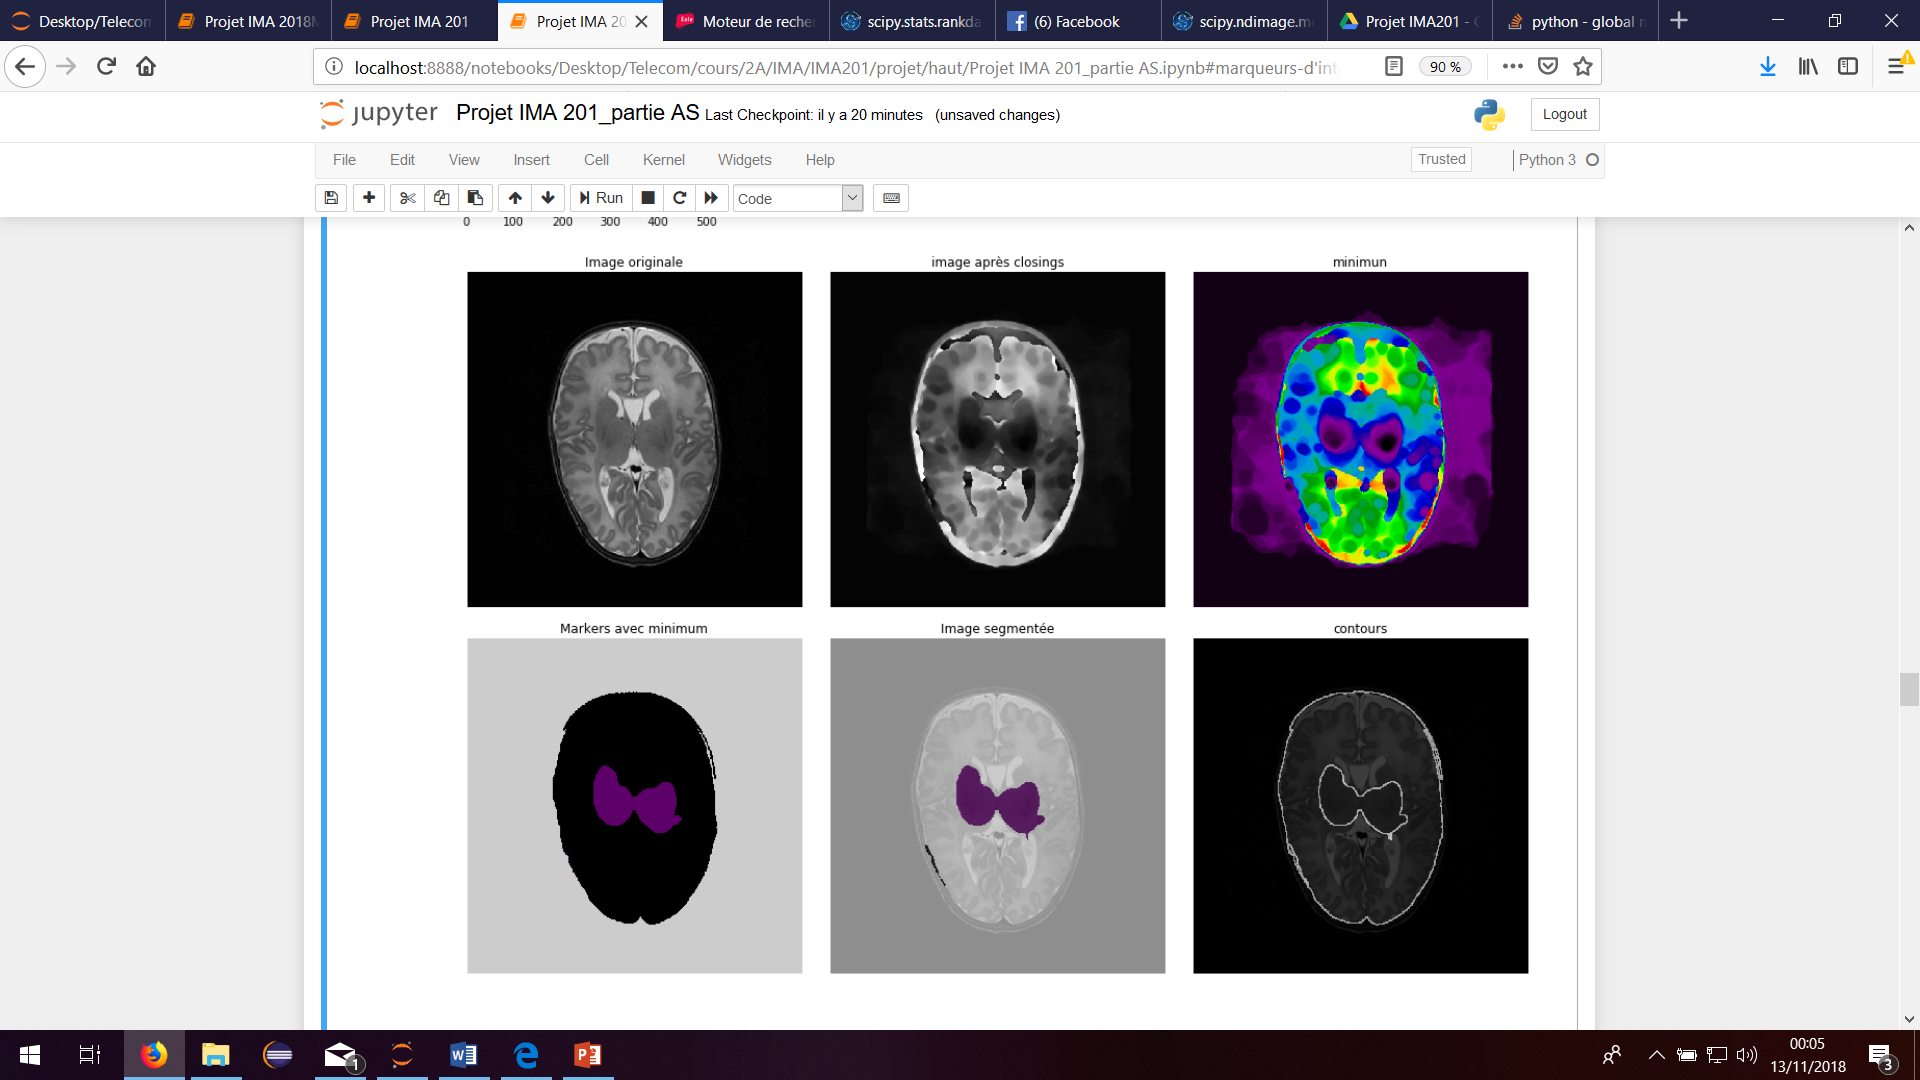 Desktop/Telecom
Projet IMA 2018
Projet IMA 201
Projet IMA 20
Moteur de reche
scipy.stats.rankda
(6) Facebook
scipy.ndimage.m
Projet IMA201 -
python - global
localhost:8888/notebooks/Desktop/Telecom/cours/2A/IMA/IMA201/projet/haut/Projet IMA 201_partie AS.ipynb#marqueurs-d'int
90 %
jupyter Projet IMA 201_partie AS Last Checkpoint: il y a 20 minutes (unsaved changes)
Logout
File Edit View Insert Cell Kernel Widgets Help
Trusted
Python 3
Run
Code
0 100 200 300 400 500
Image originale
image après closings
minimun
Markers avec minimum
Image segmentée
contours
1
00:05
13/11/2018
3